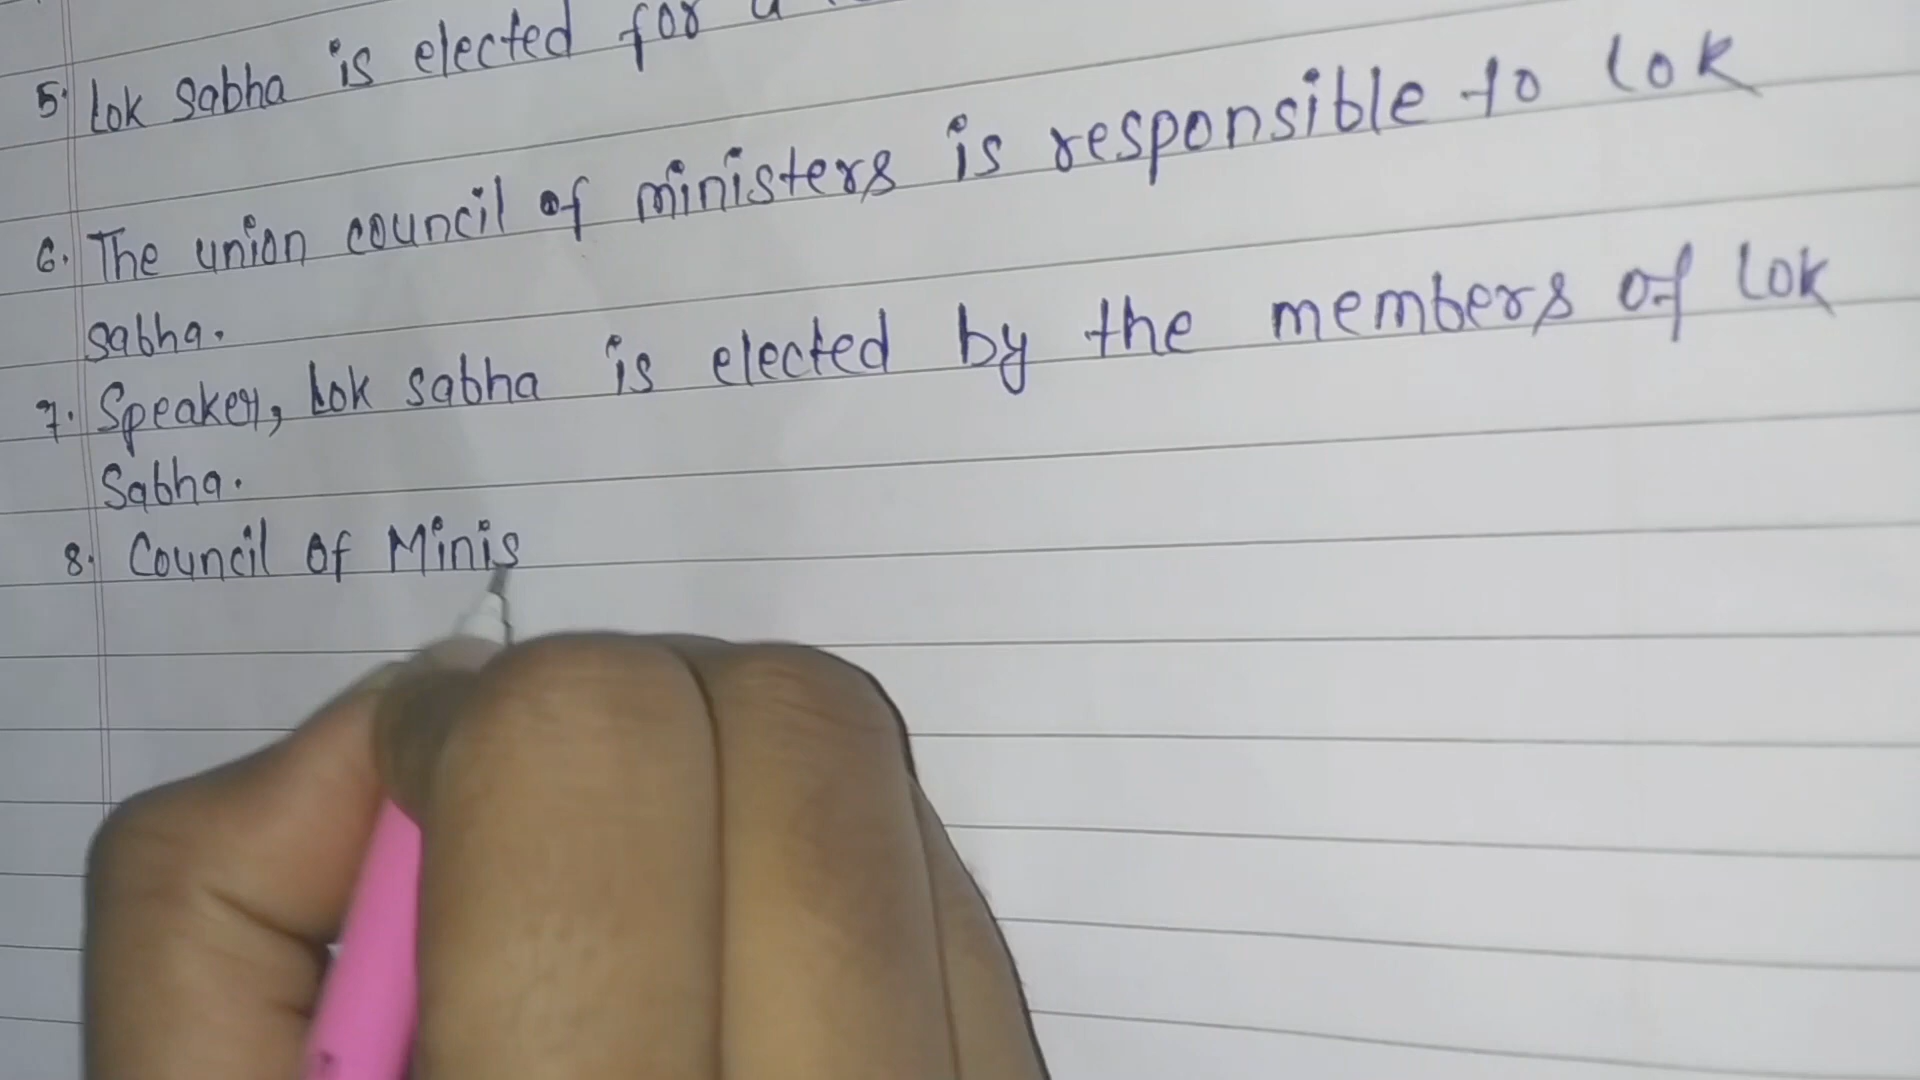 5. Lok Sabha is elected for a
6. The union council of ministers is responsible to Lok
sabha.
7. Speaker, Lok sabha is elected by the members of Lok
Sabha.
8. Council of Minis